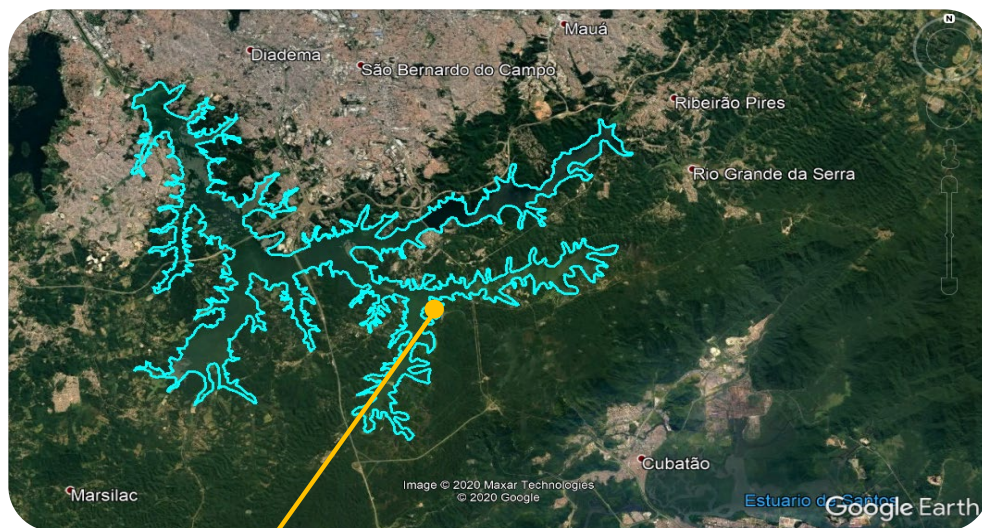 N
Mauá
Diadema
São Bernardo do Campo
Ribeirão Pires
Rio Grande da Serra
Cubatão
Marsilac
Image © 2020 Maxar Technologies
© 2020 Google
Estuario de Santos
Google Earth